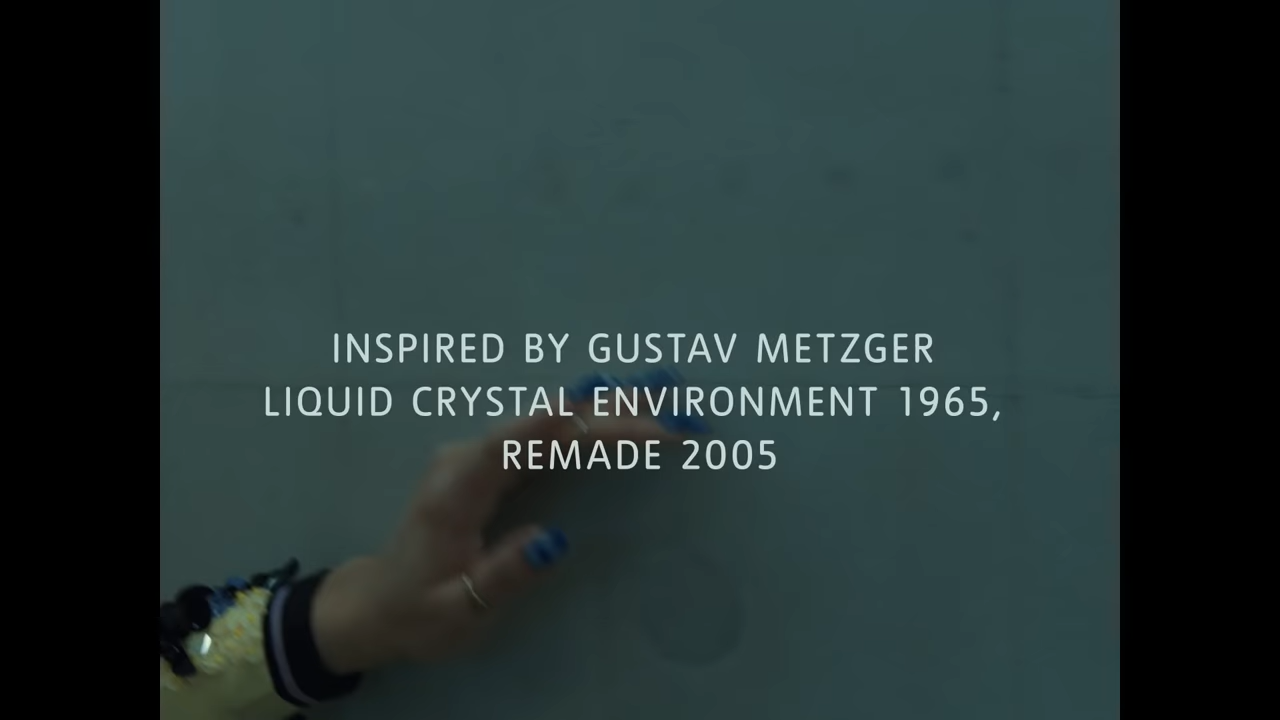 INSPIRED BY GUSTAV METZGER
LIQUID CRYSTAL ENVIRONMENT 1965,
REMADE 2005